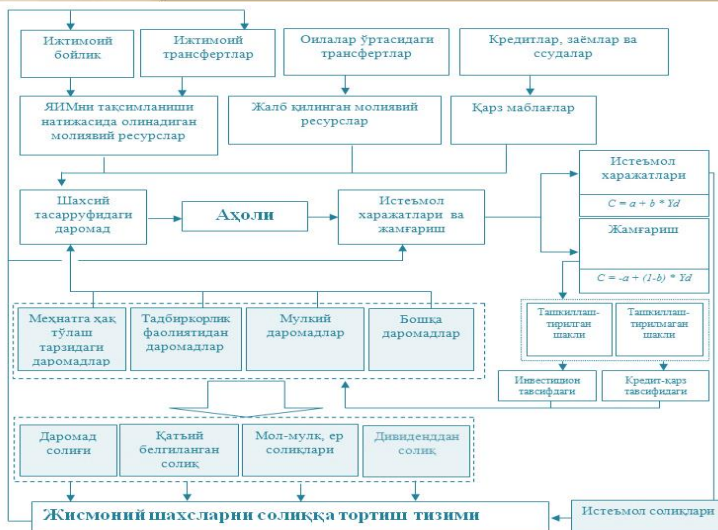 Ижтимоий
бойлик
Ижтимоий
трансфертлар
Оилалар ўртасидаги
трансфертлар
Кредитлар, заёмлар ва
ссудалар
ЯИМни тақсимланиши
натижасида олинадиган
молиявий ресурслар
Жалб қилинган молиявий
ресурслар
Қарз маблағлар
Шахсий
тасарруфидаги
даромад
Аҳоли
Истеъмол
харажатлари ва
жамғариш
Истеъмол
харажатлари
C = a + b * Yd
Жамғариш
C = -a + (1-b) * Yd
Ташкиллаш-
тирилган
шакли
Ташкиллаш-
тирилмаган
шакли
Инвестицион
тавсифдаги
Кредит-карз
тавсифидаги
Меҳнатга ҳақ
тўлаш
тарзидаги
даромадлар
Тадбиркорлик
фаолиятидан
даромадлар
Мулкий
даромадлар
Бошқа
даромадлар
Даромад
солиғи
Қатъий
белгиланган
солиқ
Мол-мулк, ер
солиқлари
Дивиденддан
солиқ
Жисмоний шахсларни солиққа тортиш тизими
Истеъмол солиқлари